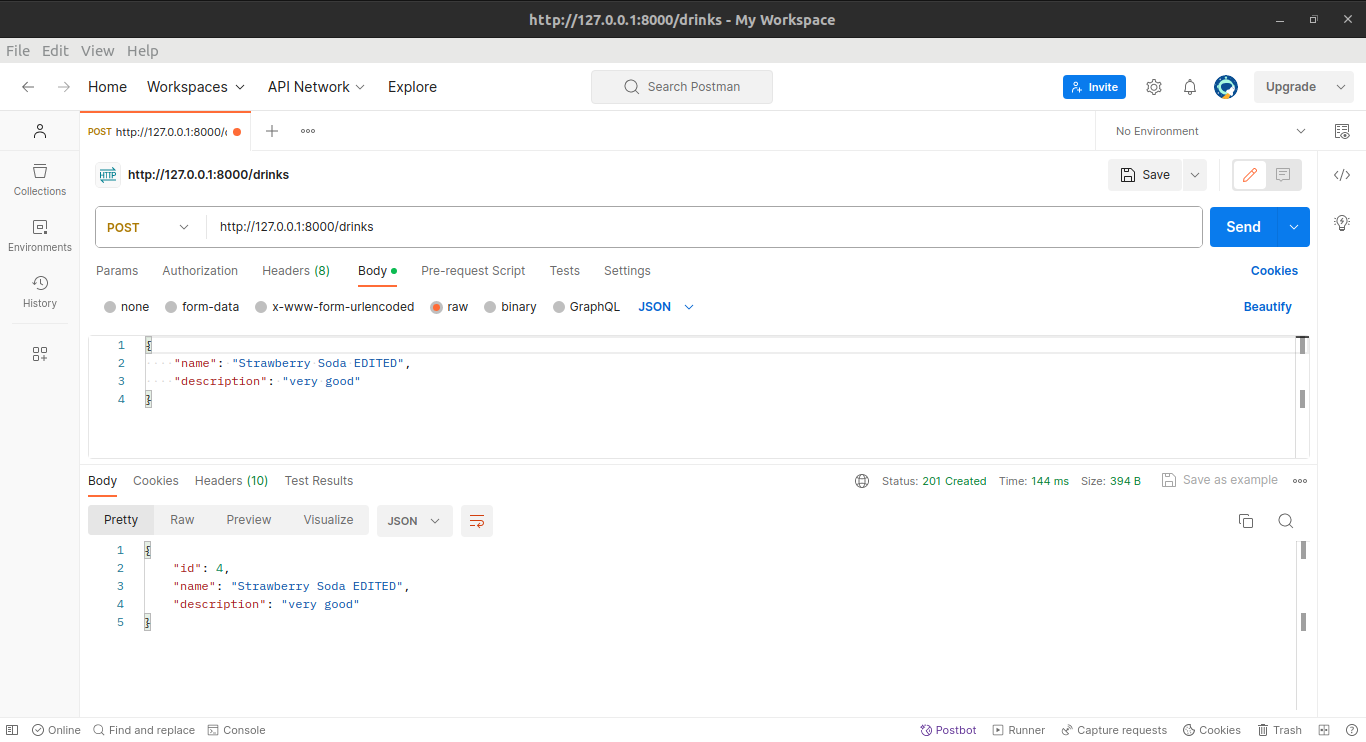 http://127.0.0.1:8000/drinks - My Workspace
File Edit View Help
Home Workspaces API Network Explore Search Postman Invite Upgrade
POST http://127.0.0.1:8000/ No Environment
HTTP http://127.0.0.1:8000/drinks Save
POST http://127.0.0.1:8000/drinks Send
Collections
Environments
History
Params Authorization Headers (8) Body Pre-request Script Tests Settings Cookies
none form-data x-www-form-urlencoded raw binary GraphQL JSON Beautify
1 {
2 "name": "Strawberry Soda EDITED",
3 "description": "very good"
4 }
Body Cookies Headers (10) Test Results Status: 201 Created Time: 144 ms Size: 394 B Save as example
Pretty Raw Preview Visualize JSON
1 {
2 "id": 4,
3 "name": "Strawberry Soda EDITED",
4 "description": "very good"
5 }
Online Find and replace Console Postbot Runner Capture requests Cookies Trash